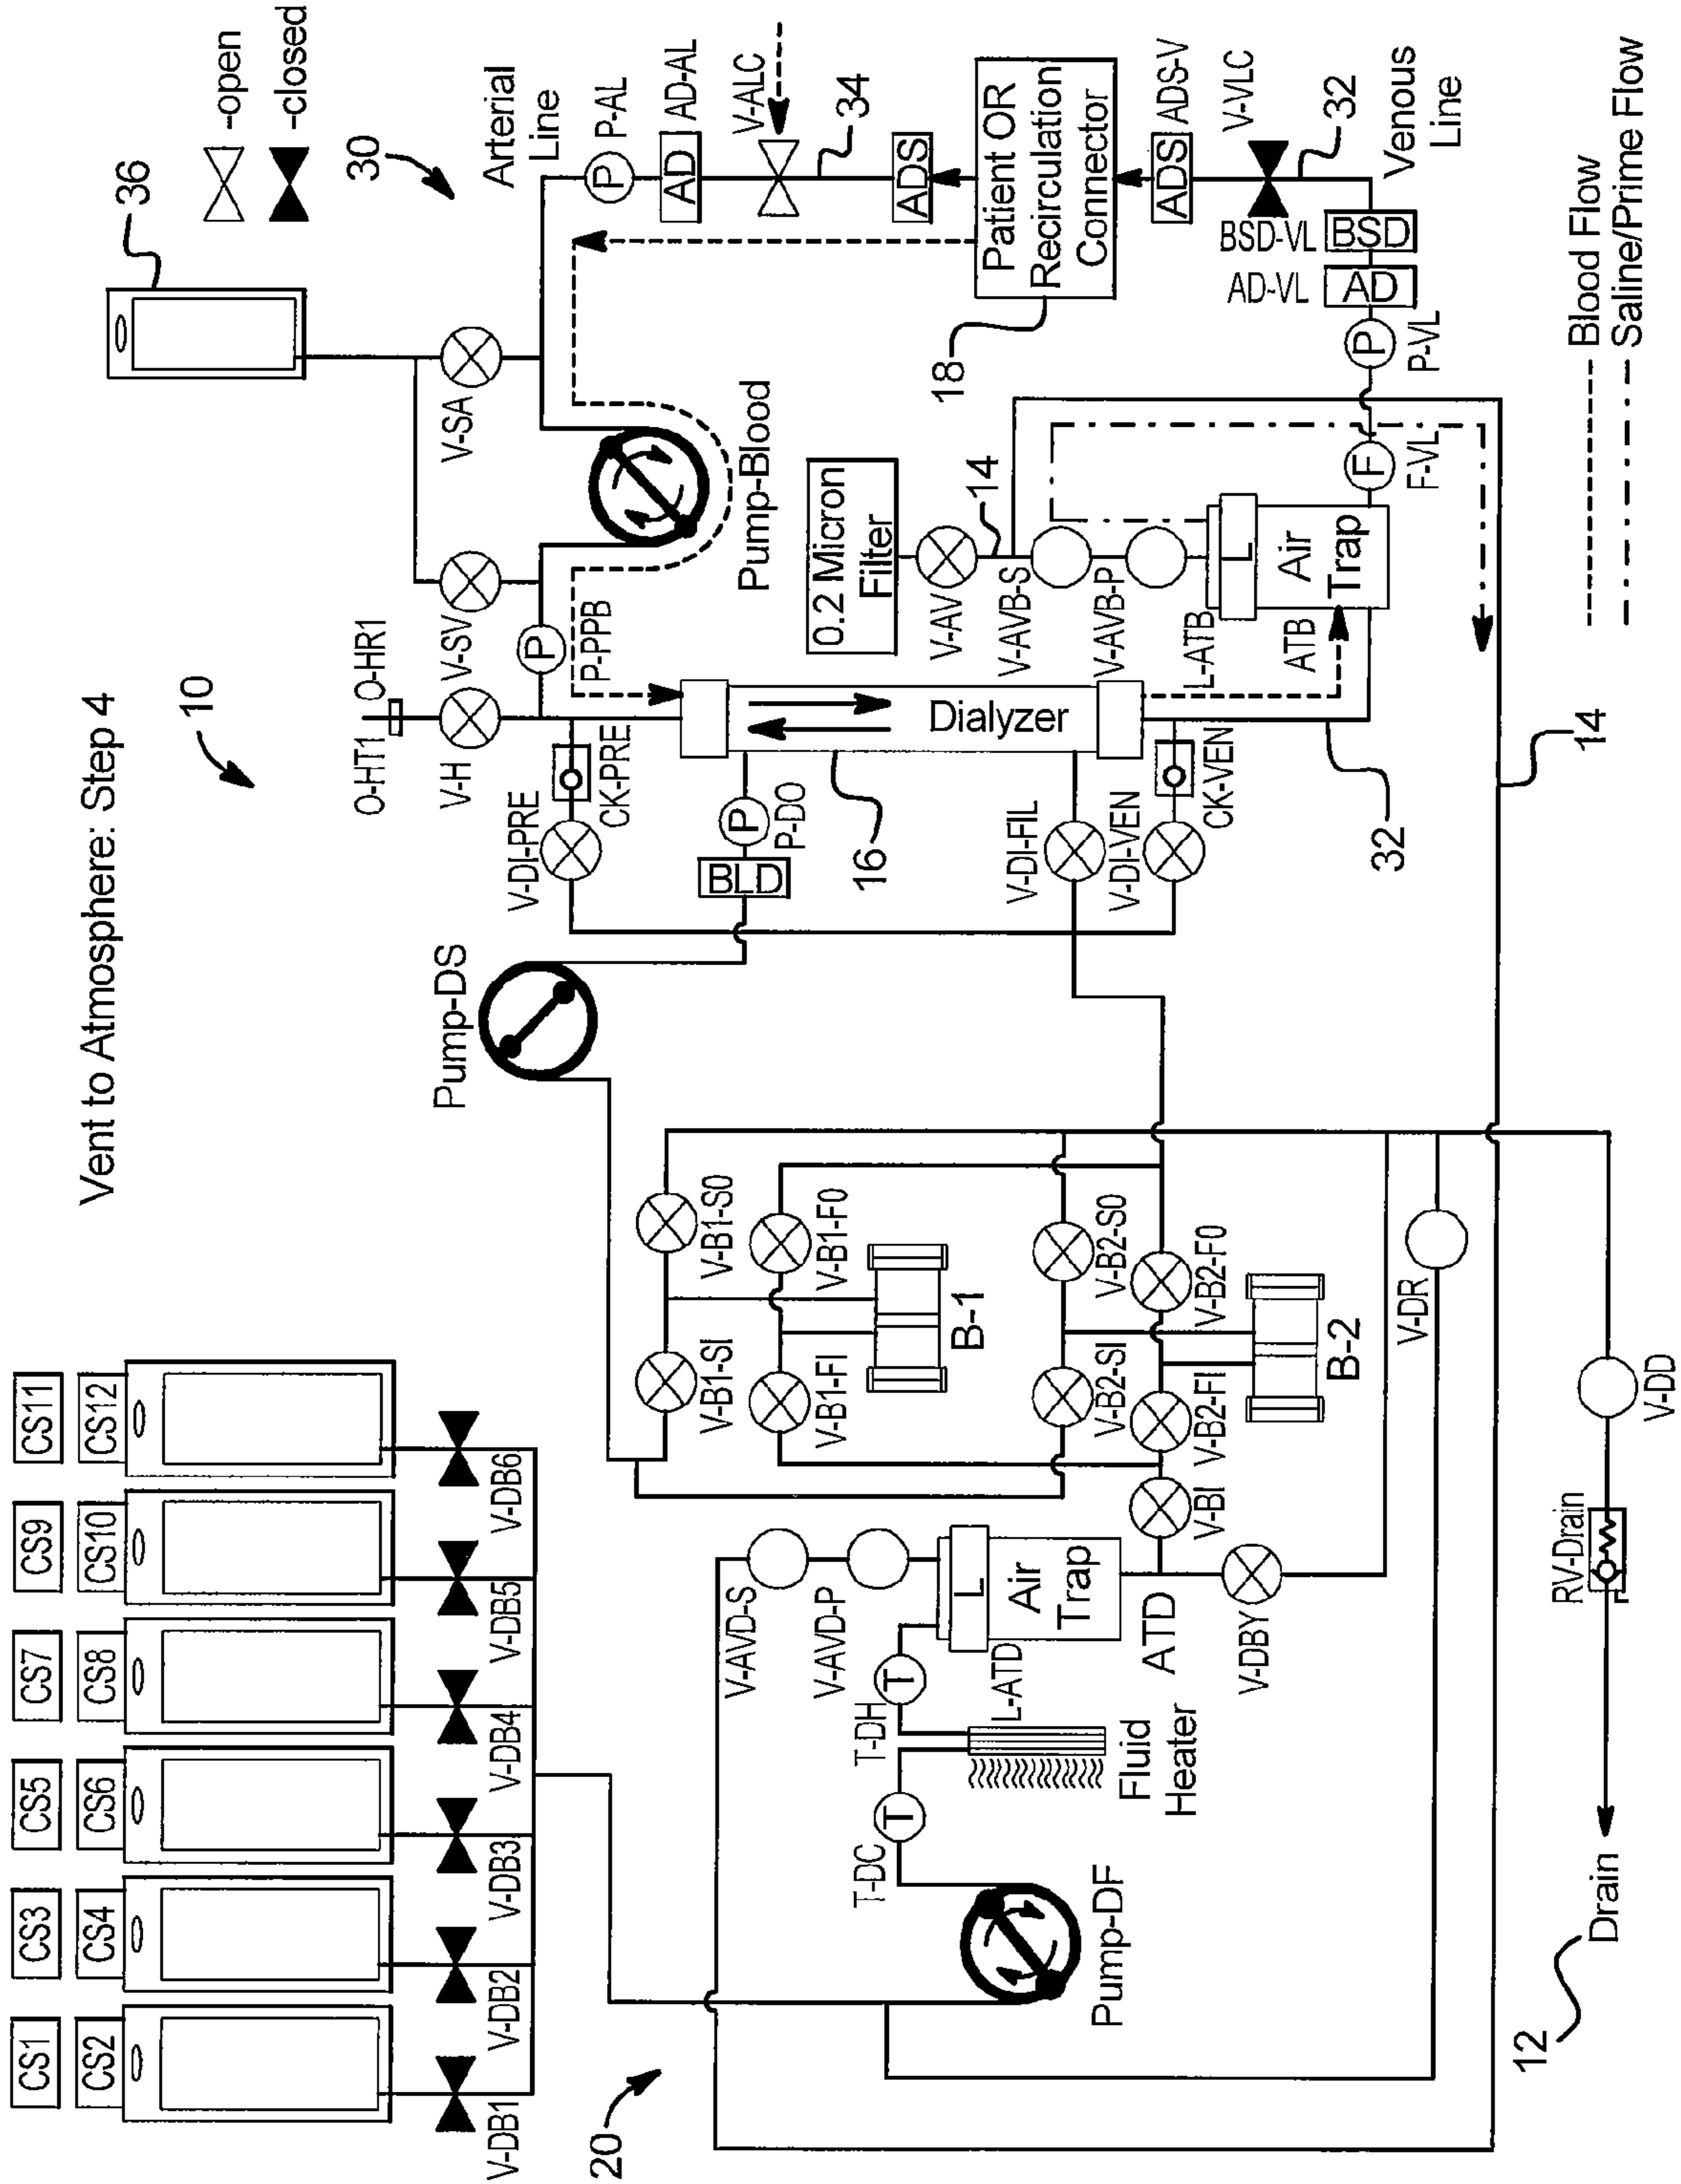 Vent to Atmosphere: Step 4
10
CS1
CS3
CS5
CS7
CS9
CS11
CS2
CS4
CS6
CS8
CS10
CS12
V-DB1
V-DB2
V-DB3
V-DB4
V-DB5
V-DB6
20
36
-open
-closed
30
Arterial
Line
P-AL
P
AD-AL
AD
V-ALC
34
ADS
Patient OR
Recirculation
Connector
18
ADS-V
ADS
V-VLC
32
Venous
Line
BSD-VL
BSD
AD-VL
AD
P
P-VL
F
F-VL
V-SA
V-SV
Pump-Blood
O-HT1
O-HR1
V-H
P
P-PPB
V-DI-PRE
CK-PRE
Dialyzer
16
P
P-DO
BLD
V-DI-FIL
V-DI-VEN
CK-VEN
32
0.2 Micron
Filter
V-AV
14
V-AVB-S
V-AVB-P
L-ATB
L
Air
Trap
ATB
14
Pump-DS
V-B1-SI
V-B1-S0
V-B1-FI
V-B1-F0
B-1
V-B2-SI
V-B2-S0
V-B2-FI
V-B2-F0
B-2
V-BI
V-AVD-S
V-AVD-P
L
Air
Trap
L-ATD
ATD
T
T-DH
T
T-DC
Fluid
Heater
Pump-DF
V-DBY
V-DR
V-DD
RV-Drain
Drain
12
Blood Flow
Saline/Prime Flow